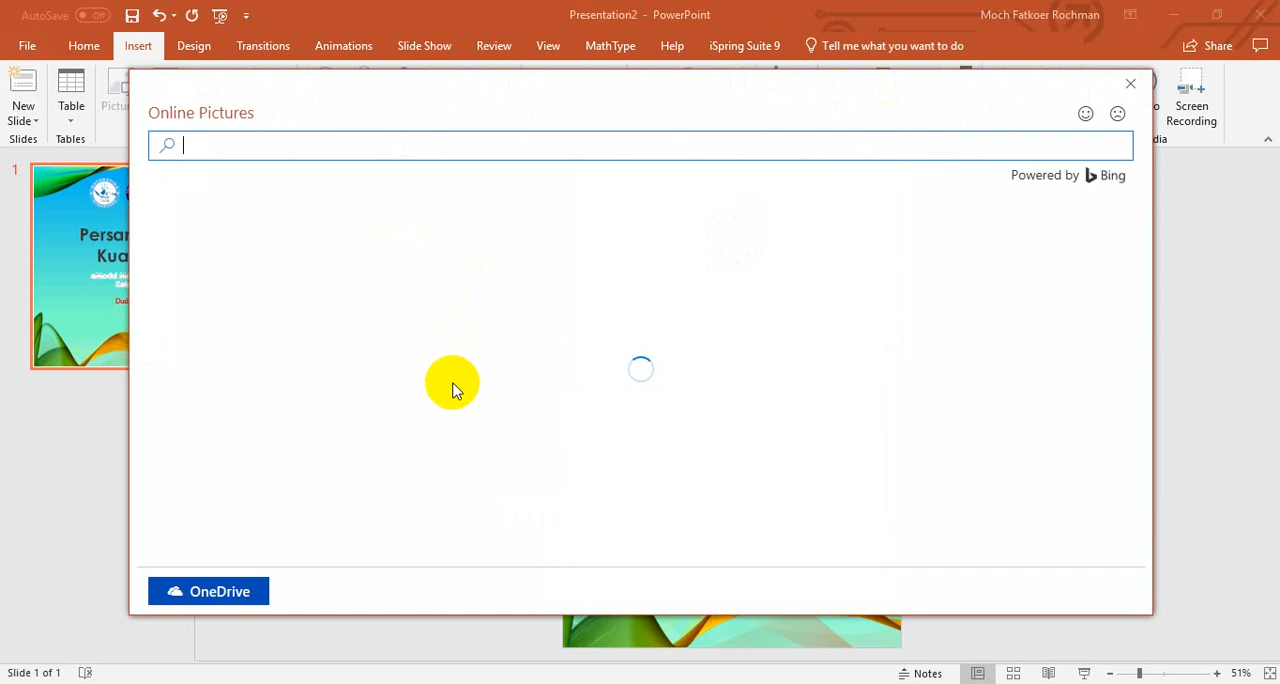 AutoSave Off
Presentation2 - PowerPoint
Moch Fatkoer Rochman
File Home Insert Design Transitions Animations Slide Show Review View MathType Help iSpring Suite 9 Tell me what you want to do Share
New
Slide
Slides
Table
Tables
Screen
Recording
Online Pictures
Powered by Bing
1
OneDrive
Slide 1 of 1
Notes
51%